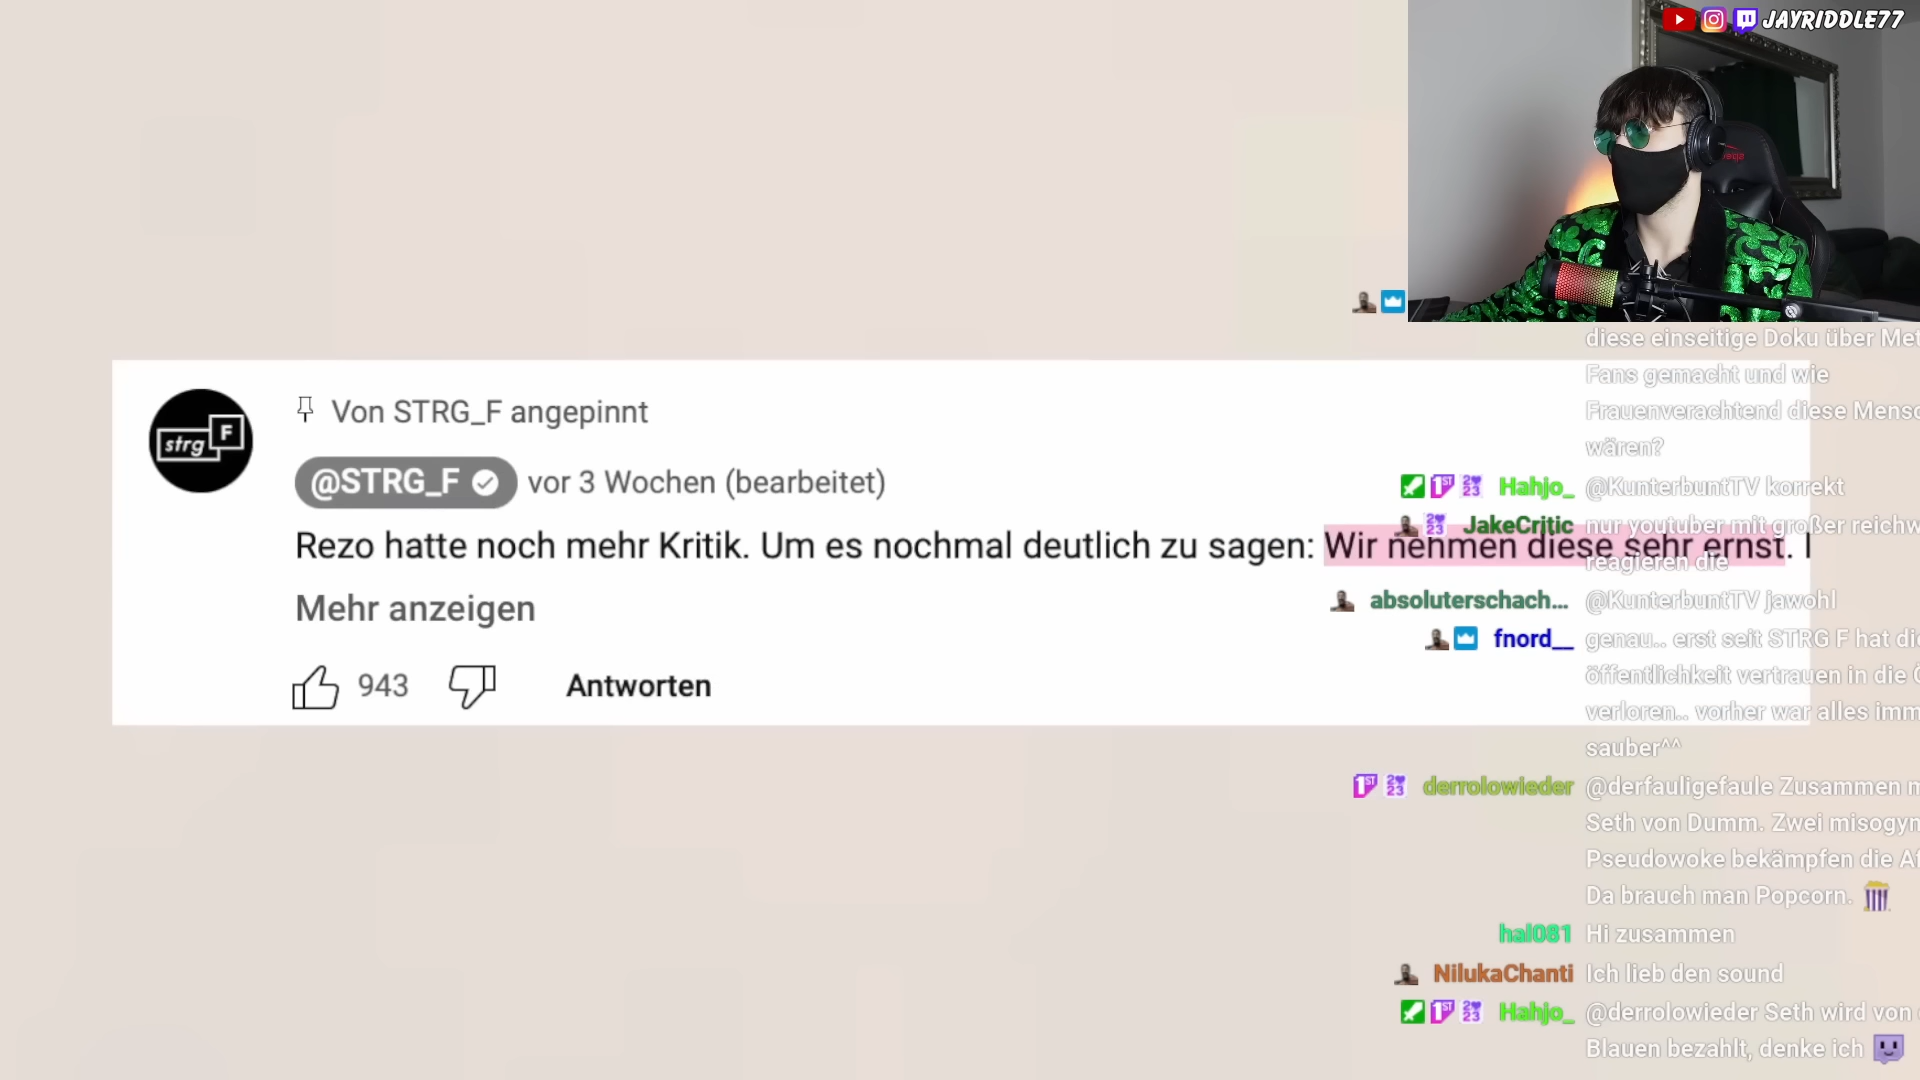 JAYRIDDLE77
diese einseitige Doku über Met
Fans gemacht und wie
Frauenverachtend diese Mensc
wären?
strg F
Von STRG_F angepinnt
@STRG_F vor 3 Wochen (bearbeitet)
Rezo hatte noch mehr Kritik. Um es nochmal deutlich zu sagen: Wir nehmen diese sehr ernst. I
Mehr anzeigen
943 Antworten
Hahjo_ @KunterbuntTV korrekt
JakeCritic nur youtuber mit großer reichw
reagieren die
absoluterschach... @KunterbuntTV jawohl
fnord__ genau.. erst seit STRG F hat die
öffentlichkeit vertrauen in die
verloren.. vorher war alles imm
sauber^^
derrolowieder @derfauligefaule Zusammen m
Seth von Dumm. Zwei misogyn
Pseudowoke bekämpfen die Af
Da brauch man Popcorn.
hal081 Hi zusammen
NilukaChanti Ich lieb den sound
Hahjo_ @derrolowieder Seth wird von
Blauen bezahlt, denke ich